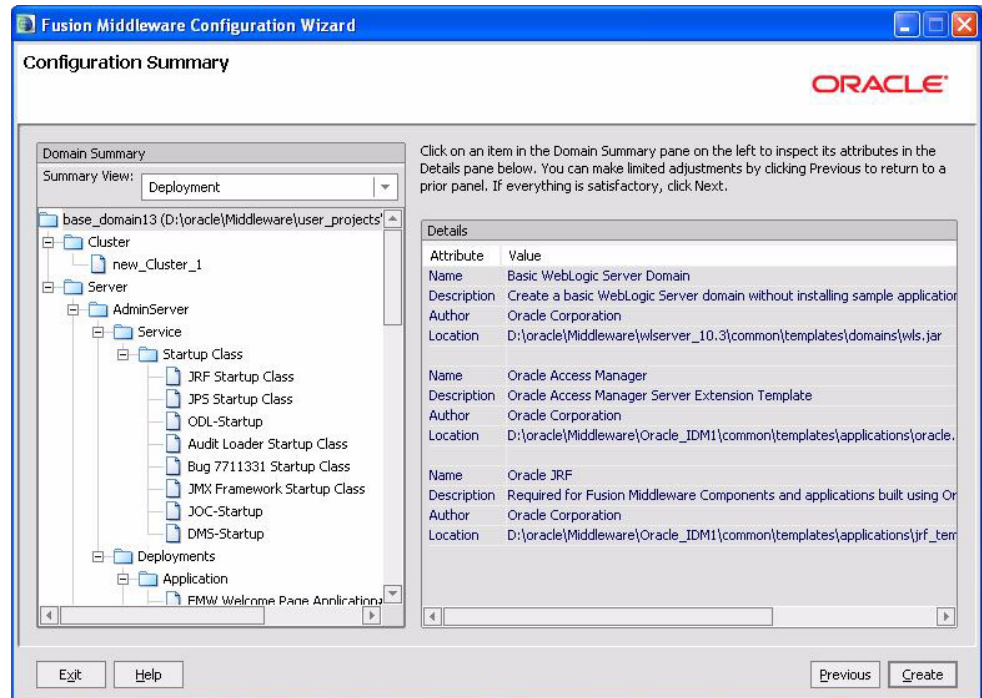 Fusion Middleware Configuration Wizard
Configuration Summary
ORACLE
Domain Summary
Summary View:
Deployment
base_domain13 (D:\oracle\Middleware\user_projects'
Cluster
new_Cluster_1
Server
AdminServer
Service
Startup Class
JRF Startup Class
JPS Startup Class
ODL-Startup
Audit Loader Startup Class
Bug 7711331 Startup Class
JMX Framework Startup Class
JOC-Startup
DMS-Startup
Deployments
Application
FMW Welcome Page Application
Click on an item in the Domain Summary pane on the left to inspect its attributes in the
Details pane below. You can make limited adjustments by clicking Previous to return to a
prior panel. If everything is satisfactory, click Next.
Details
Attribute Value
Name Basic WebLogic Server Domain
Description Create a basic WebLogic Server domain without installing sample application
Author Oracle Corporation
Location D:\oracle\Middleware\wlserver_10.3\common\templates\domains\wls.jar
Name Oracle Access Manager
Description Oracle Access Manager Server Extension Template
Author Oracle Corporation
Location D:\oracle\Middleware\Oracle_IDM1\common\templates\applications\oracle.
Name Oracle JRF
Description Required for Fusion Middleware Components and applications built using Or
Author Oracle Corporation
Location D:\oracle\Middleware\Oracle_IDM1\common\templates\applications\jrf_tem
Exit
Help
Previous
Create